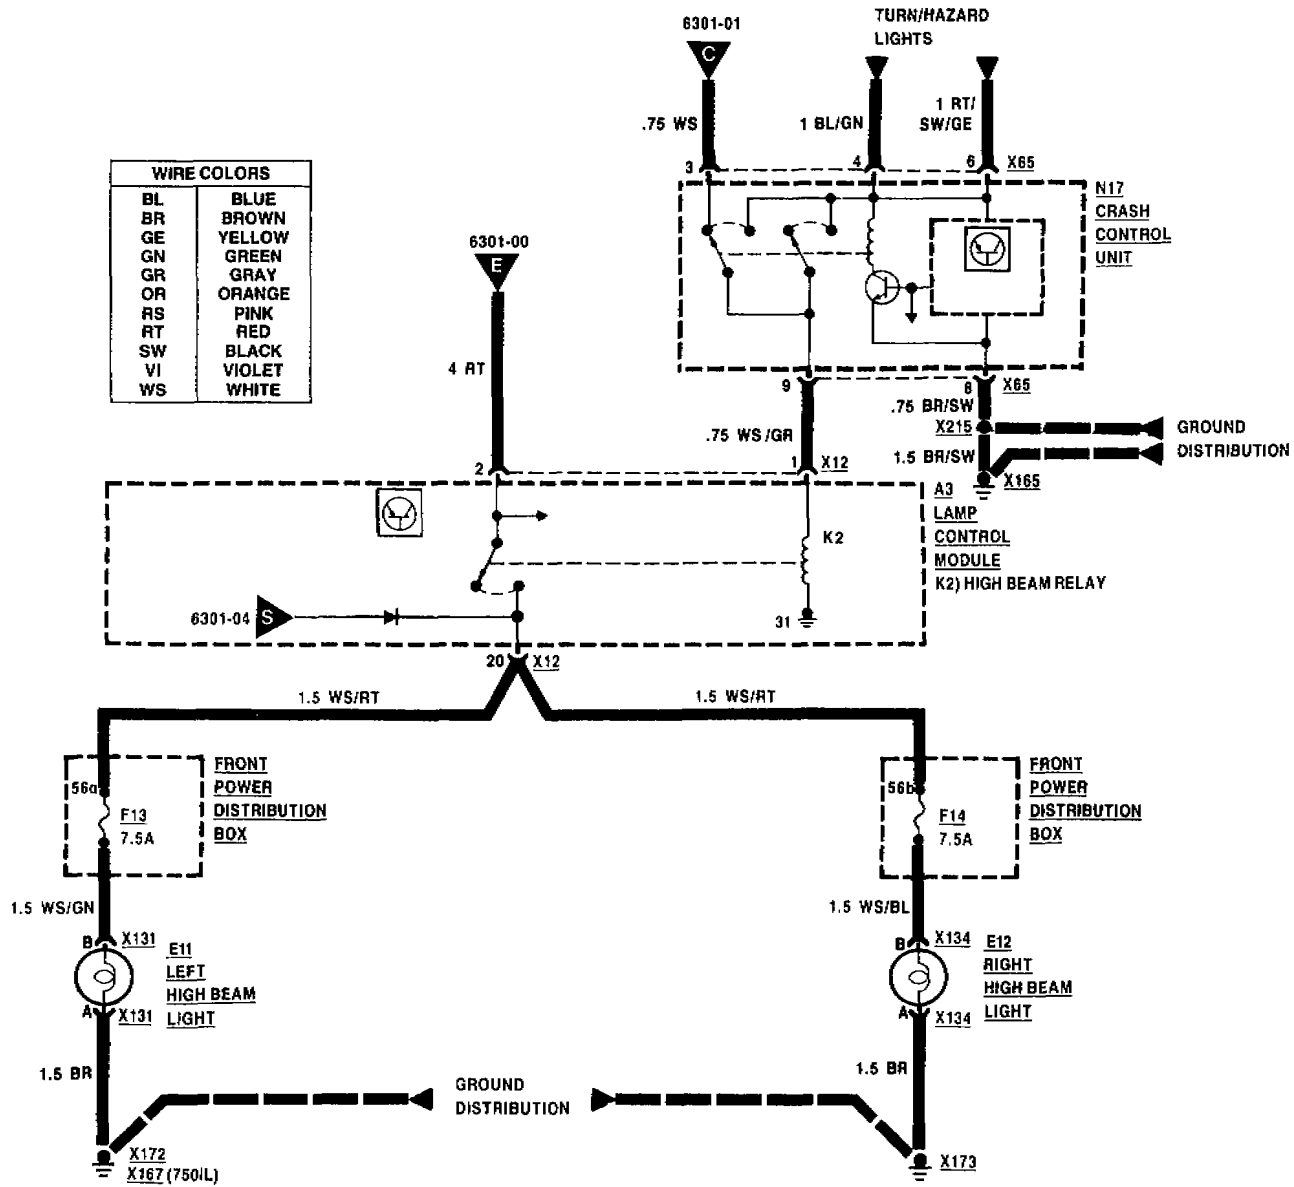 6301-01
TURN/HAZARD
LIGHTS
C
.75 WS
1 BL/GN
1 RT/
SW/GE
3
4
6
X65
WIRE COLORS
BL BLUE
BR BROWN
GE YELLOW
GN GREEN
GR GRAY
OR ORANGE
RS PINK
RT RED
SW BLACK
VI VIOLET
WS WHITE
N17
CRASH
CONTROL
UNIT
6301-00
E
4 RT
9
8
X65
.75 WS/GR
.75 BR/SW
X215
1.5 BR/SW
X165
GROUND
DISTRIBUTION
2
1
X12
A3
LAMP
CONTROL
MODULE
K2) HIGH BEAM RELAY
K2
31
6301-04
S
20
X12
1.5 WS/RT
1.5 WS/RT
56a
F13
7.5A
FRONT
POWER
DISTRIBUTION
BOX
56b
F14
7.5A
FRONT
POWER
DISTRIBUTION
BOX
1.5 WS/GN
1.5 WS/BL
B
X131
E11
LEFT
HIGH BEAM
LIGHT
A
X131
B
X134
E12
RIGHT
HIGH BEAM
LIGHT
A
X134
1.5 BR
1.5 BR
GROUND
DISTRIBUTION
X172
X167 (750iL)
X173